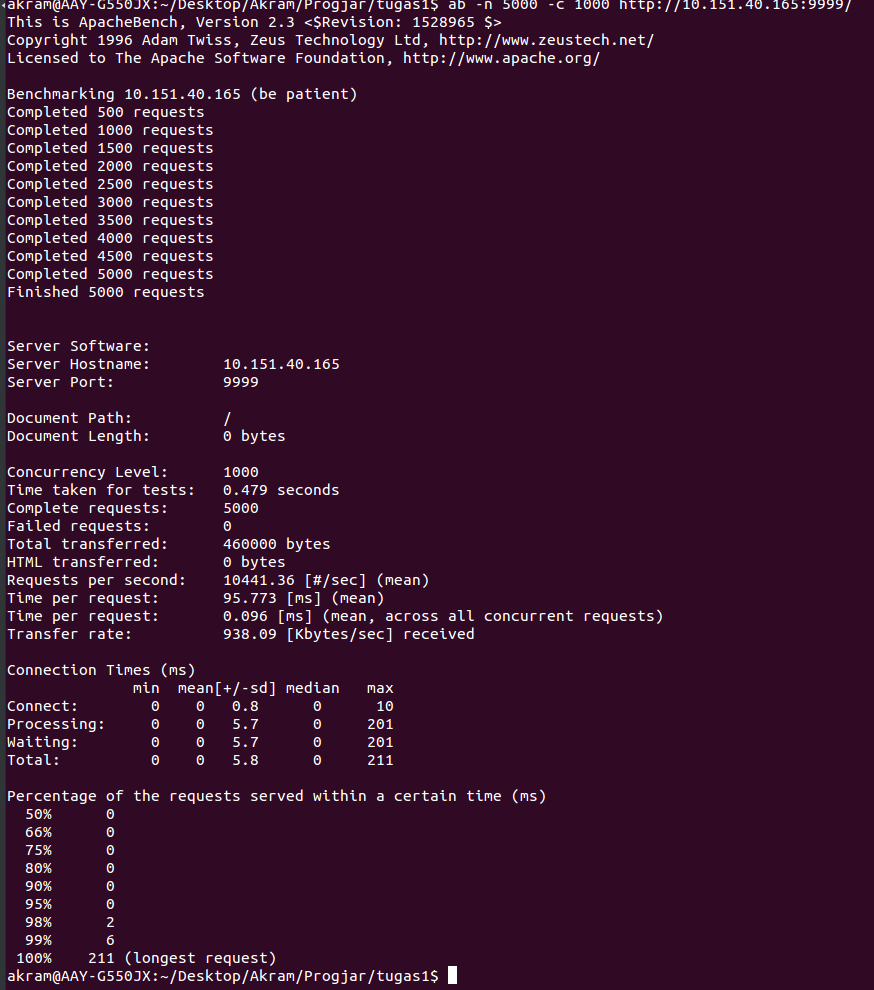 akram@AAY-G550JX:~/Desktop/Akram/Progjar/tugas1$ ab -n 5000 -c 1000 http://10.151.40.165:9999/
This is ApacheBench, Version 2.3 <$Revision: 1528965 $>
Copyright 1996 Adam Twiss, Zeus Technology Ltd, http://www.zeustech.net/
Licensed to The Apache Software Foundation, http://www.apache.org/

Benchmarking 10.151.40.165 (be patient)
Completed 500 requests
Completed 1000 requests
Completed 1500 requests
Completed 2000 requests
Completed 2500 requests
Completed 3000 requests
Completed 3500 requests
Completed 4000 requests
Completed 4500 requests
Completed 5000 requests
Finished 5000 requests


Server Software:
Server Hostname:        10.151.40.165
Server Port:            9999

Document Path:          /
Document Length:        0 bytes

Concurrency Level:      1000
Time taken for tests:   0.479 seconds
Complete requests:      5000
Failed requests:        0
Total transferred:      460000 bytes
HTML transferred:       0 bytes
Requests per second:    10441.36 [#/sec] (mean)
Time per request:       95.773 [ms] (mean)
Time per request:       0.096 [ms] (mean, across all concurrent requests)
Transfer rate:          938.09 [Kbytes/sec] received

Connection Times (ms)
              min  mean[+/-sd] median   max
Connect:        0    0   0.8      0      10
Processing:     0    0   5.7      0     201
Waiting:        0    0   5.7      0     201
Total:          0    0   5.8      0     211

Percentage of the requests served within a certain time (ms)
  50%      0
  66%      0
  75%      0
  80%      0
  90%      0
  95%      0
  98%      2
  99%      6
 100%    211 (longest request)
akram@AAY-G550JX:~/Desktop/Akram/Progjar/tugas1$